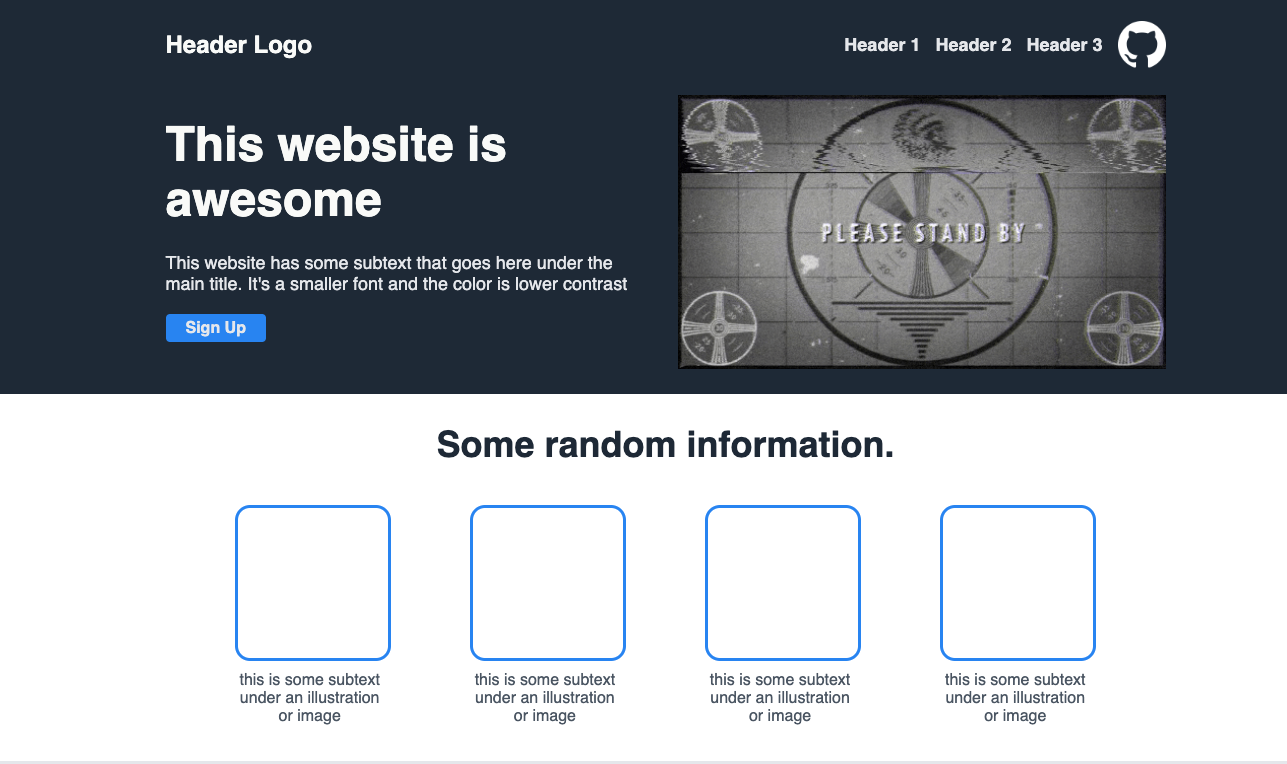 Header Logo
Header 1 Header 2 Header 3
This website is
awesome
This website has some subtext that goes here under the
main title. It's a smaller font and the color is lower contrast
Sign Up
PLEASE STAND BY
Some random information.
this is some subtext
under an illustration
or image
this is some subtext
under an illustration
or image
this is some subtext
under an illustration
or image
this is some subtext
under an illustration
or image